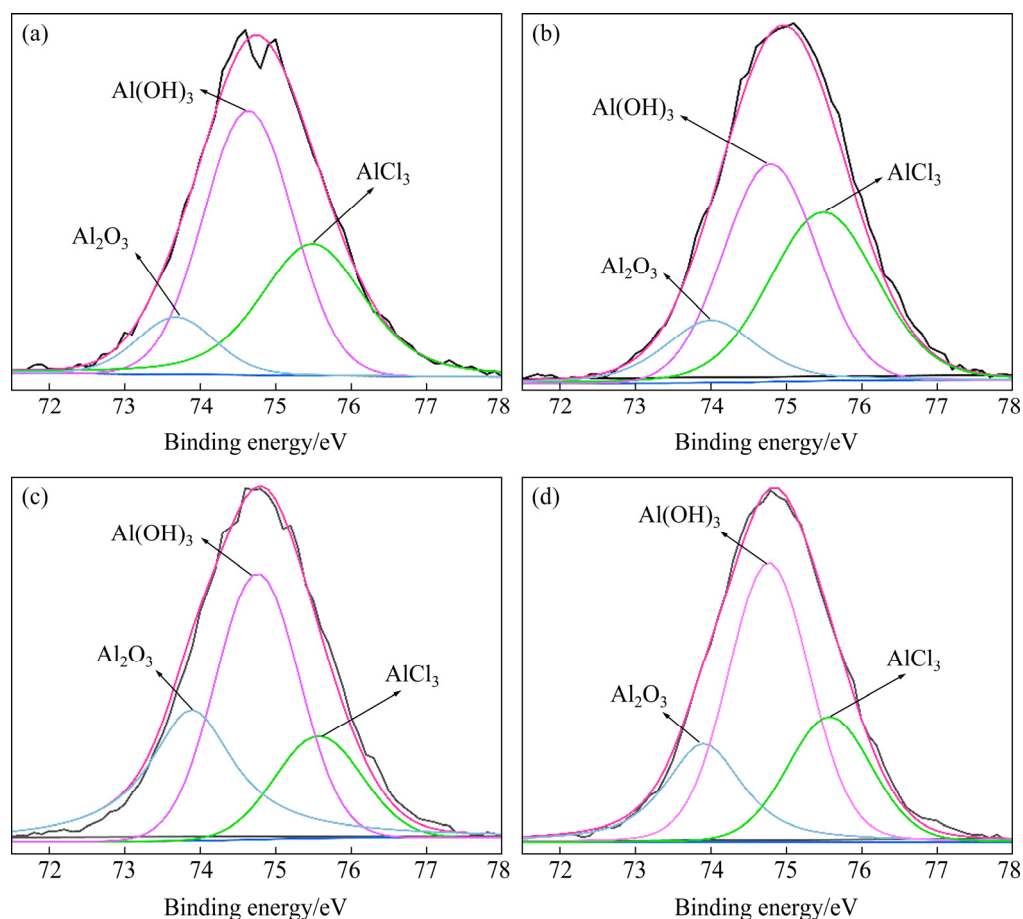 (a)
Al(OH)3
AlCl3
Al2O3
72 73 74 75 76 77 78
Binding energy/eV
(b)
Al(OH)3
AlCl3
Al2O3
72 73 74 75 76 77 78
Binding energy/eV
(c)
Al(OH)3
Al2O3
AlCl3
72 73 74 75 76 77 78
Binding energy/eV
(d)
Al(OH)3
AlCl3
Al2O3
72 73 74 75 76 77 78
Binding energy/eV